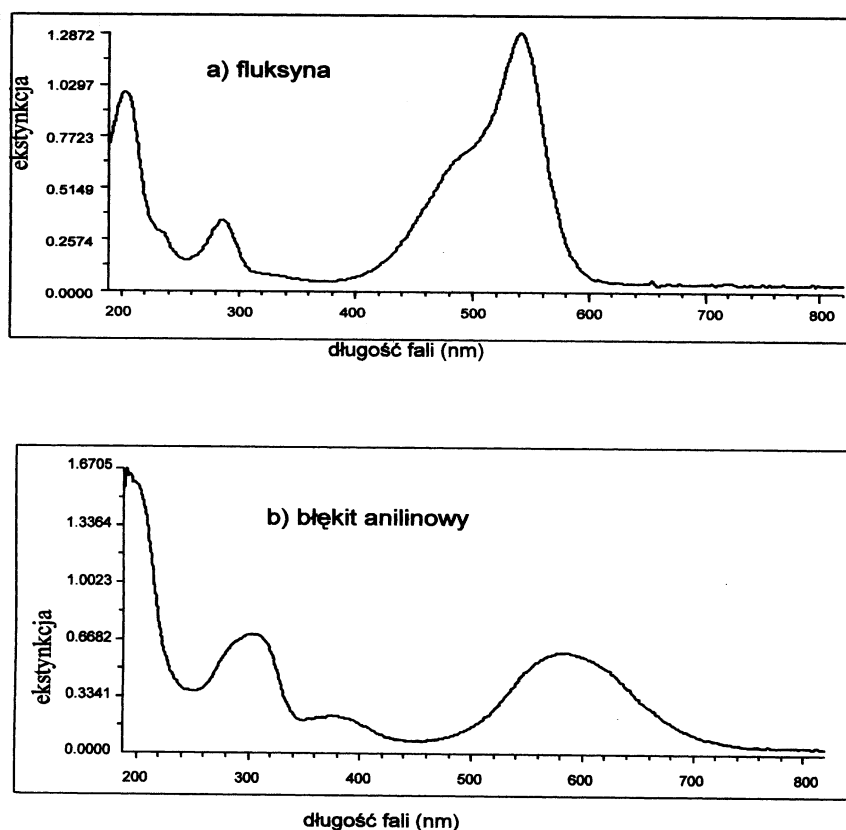 a) fluksyna
ekstynkcja
1.2872
1.0297
0.7723
0.5149
0.2574
0.0000
200 300 400 500 600 700 800
długość fali (nm)
b) błękit anilinowy
ekstynkcja
1.6705
1.3364
1.0023
0.6682
0.3341
0.0000
200 300 400 500 600 700 800
długość fali (nm)